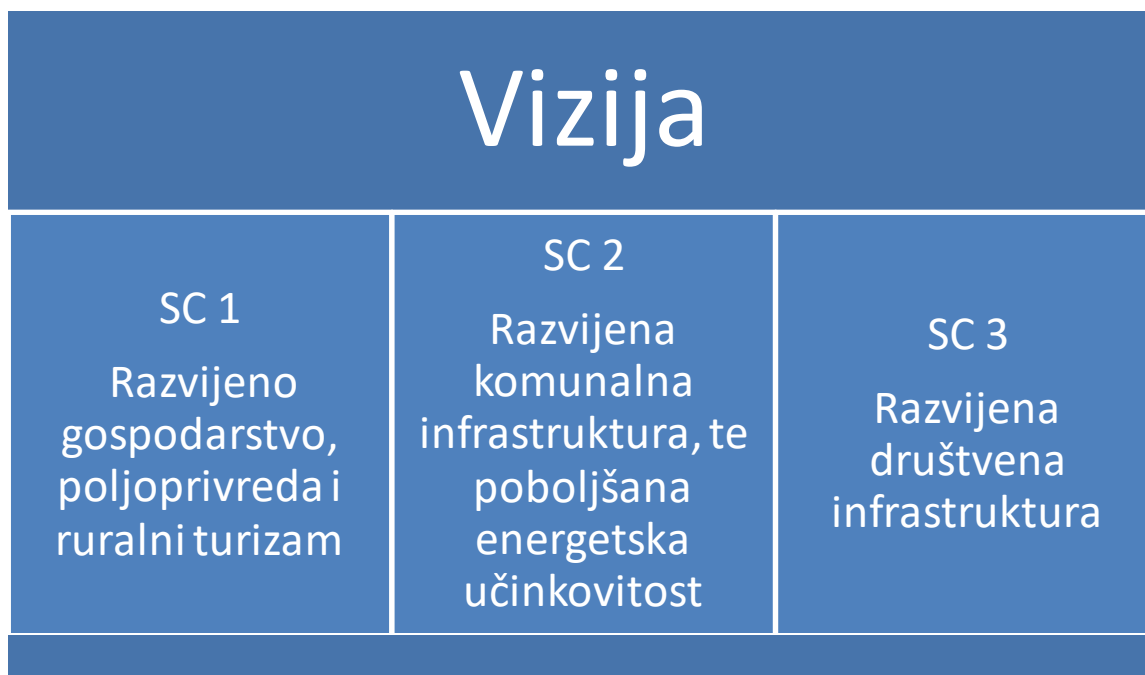 Vizija
SC 1
Razvijeno
gospodarstvo,
poljoprivreda i
ruralni turizam
SC 2
Razvijena
komunalna
infrastruktura, te
poboljšana
energetska
učinkovitost
SC 3
Razvijena
društvena
infrastruktura